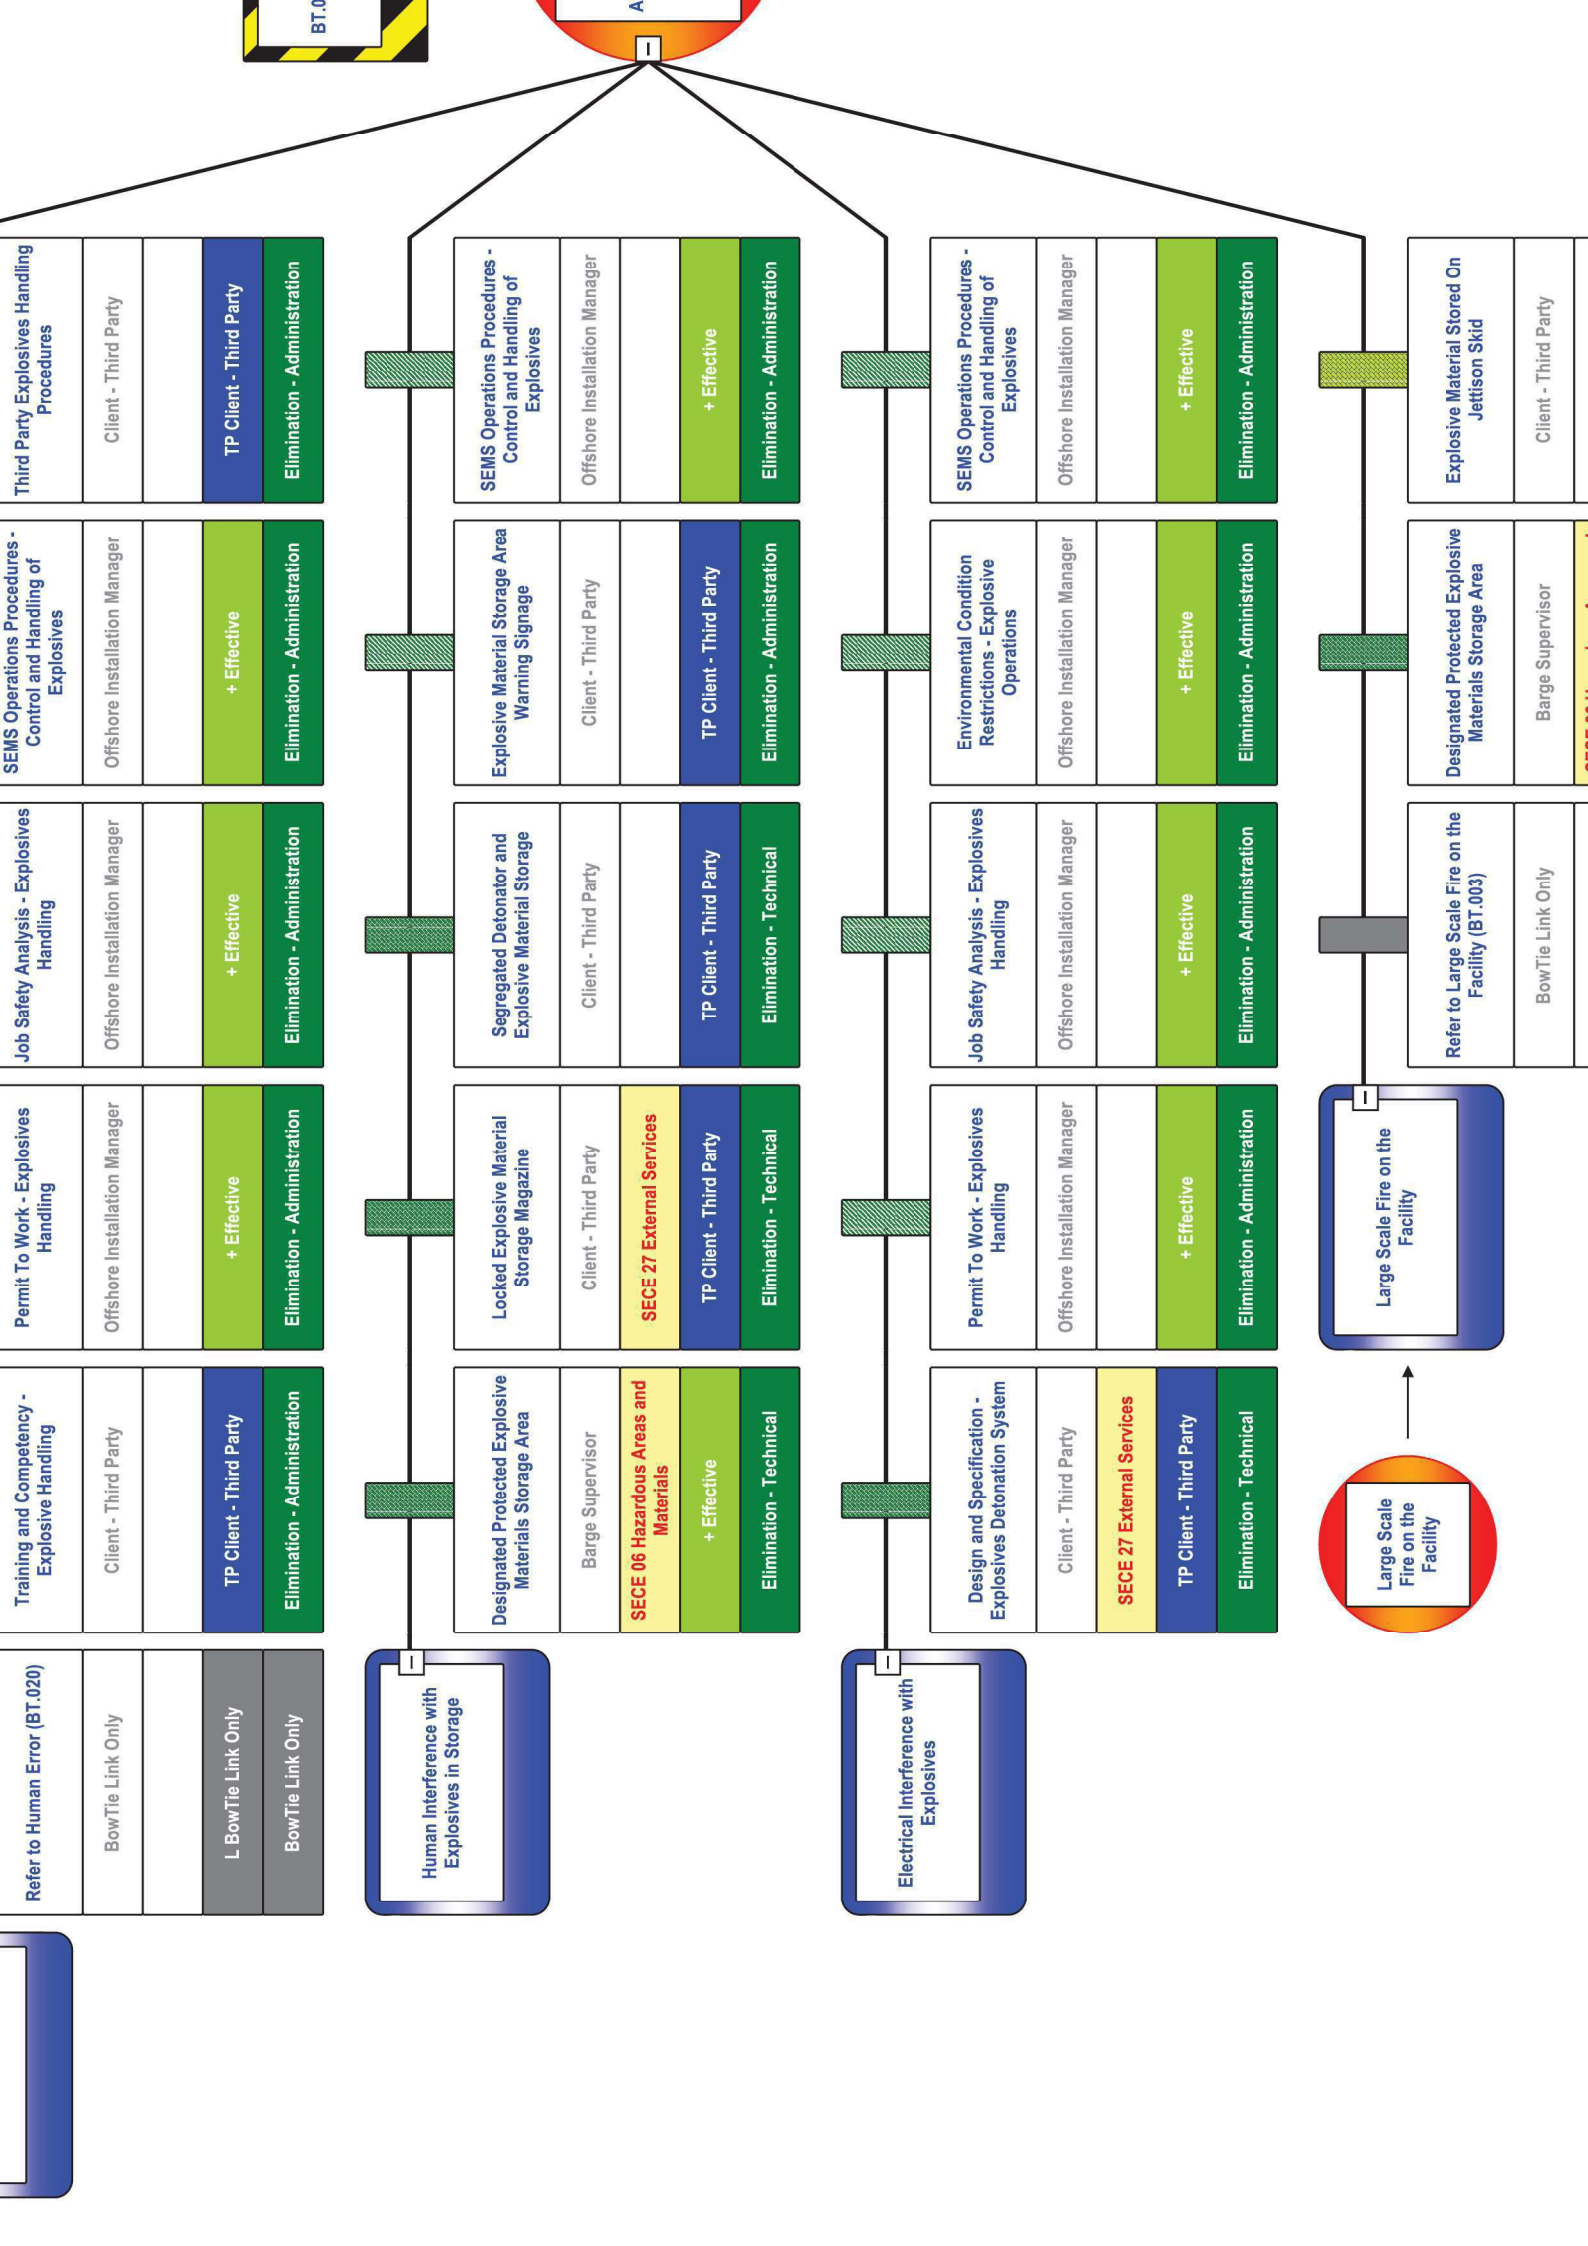 BT.0
A
Refer to Human Error (BT.020)
BowTie Link Only
L BowTie Link Only
BowTie Link Only
Training and Competency -
Explosive Handling
Client - Third Party
TP Client - Third Party
Elimination - Administration
Permit To Work - Explosives
Handling
Offshore Installation Manager
+ Effective
Elimination - Administration
Job Safety Analysis - Explosives
Handling
Offshore Installation Manager
+ Effective
Elimination - Administration
SEMS Operations Procedures -
Control and Handling of
Explosives
Offshore Installation Manager
+ Effective
Elimination - Administration
Third Party Explosives Handling
Procedures
Client - Third Party
TP Client - Third Party
Elimination - Administration
Human Interference with
Explosives in Storage
Designated Protected Explosive
Materials Storage Area
Barge Supervisor
SECE 06 Hazardous Areas and
Materials
+ Effective
Elimination - Technical
Locked Explosive Material
Storage Magazine
Client - Third Party
SECE 27 External Services
TP Client - Third Party
Elimination - Technical
Segregated Detonator and
Explosive Material Storage
Client - Third Party
TP Client - Third Party
Elimination - Technical
Explosive Material Storage Area
Warning Signage
Client - Third Party
TP Client - Third Party
Elimination - Administration
SEMS Operations Procedures -
Control and Handling of
Explosives
Offshore Installation Manager
+ Effective
Elimination - Administration
Electrical Interference with
Explosives
Design and Specification -
Explosives Detonation System
Client - Third Party
SECE 27 External Services
TP Client - Third Party
Elimination - Technical
Permit To Work - Explosives
Handling
Offshore Installation Manager
+ Effective
Elimination - Administration
Job Safety Analysis - Explosives
Handling
Offshore Installation Manager
+ Effective
Elimination - Administration
Environmental Condition
Restrictions - Explosive
Operations
Offshore Installation Manager
+ Effective
Elimination - Administration
SEMS Operations Procedures -
Control and Handling of
Explosives
Offshore Installation Manager
+ Effective
Elimination - Administration
Large Scale
Fire on the
Facility
Large Scale Fire on the
Facility
Refer to Large Scale Fire on the
Facility (BT.003)
BowTie Link Only
Designated Protected Explosive
Materials Storage Area
Barge Supervisor
Explosive Material Stored On
Jettison Skid
Client - Third Party